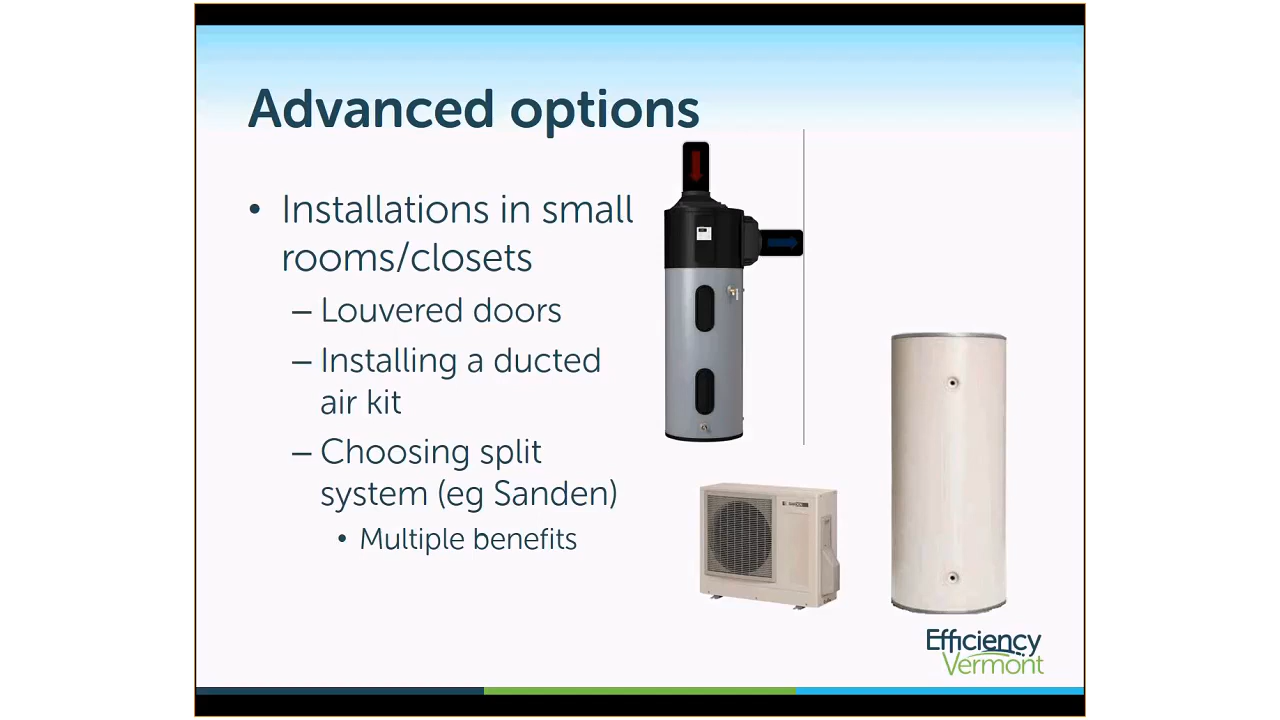 Advanced options
• Installations in small
rooms/closets
– Louvered doors
– Installing a ducted
air kit
– Choosing split
system (eg Sanden)
• Multiple benefits
Efficiency
Vermont